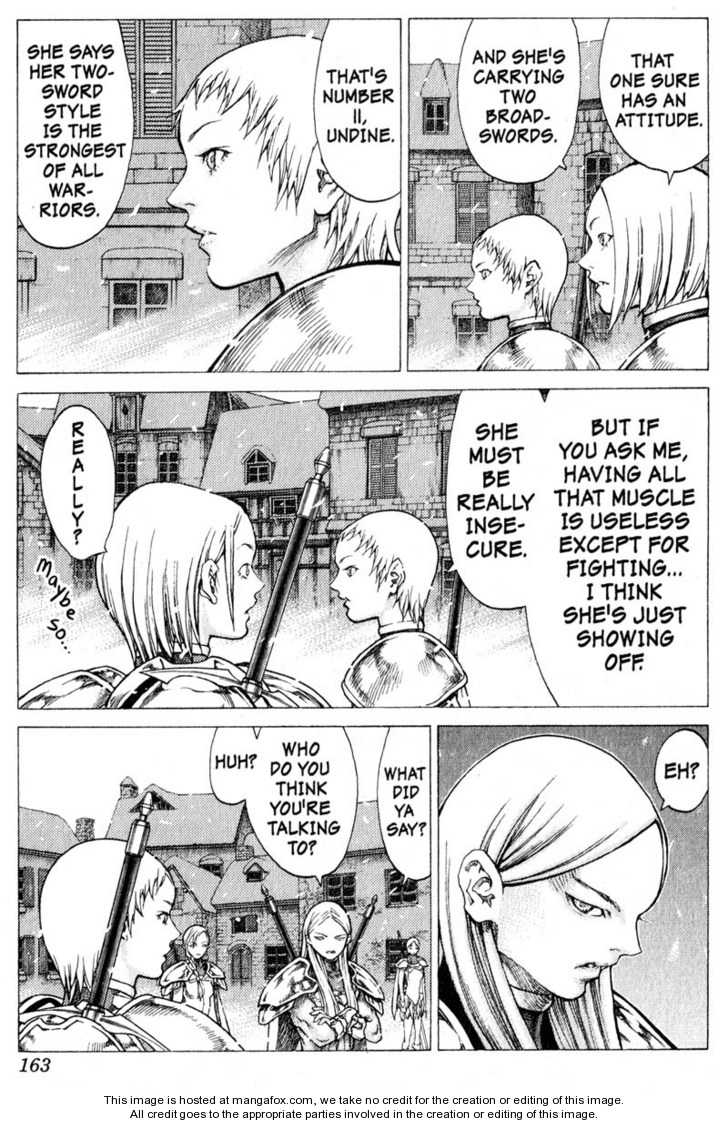 THAT
ONE SURE
HAS AN
ATTITUDE.
AND SHE'S
CARRYING
TWO
BROAD-
SWORDS.
THAT'S
NUMBER
11,
UNDINE.
SHE SAYS
HER TWO-
SWORD
STYLE
IS THE
STRONGEST
OF ALL
WAR-
RIORS.
BUT IF
YOU ASK ME,
HAVING ALL
THAT MUSCLE
IS USELESS
EXCEPT FOR
FIGHTING...
I THINK
SHE'S JUST
SHOWING
OFF.
SHE
MUST
BE
REALLY
INSE-
CURE.
REALLY?
maybe
so...
EH?
WHAT
DID
YA
SAY?
WHO
DO YOU
THINK
YOU'RE
TALKING
TO?
HUH?
163
This image is hosted at mangafox.com, we take no credit for the creation or editing of this image.
All credit goes to the appropriate parties involved in the creation or editing of this image.